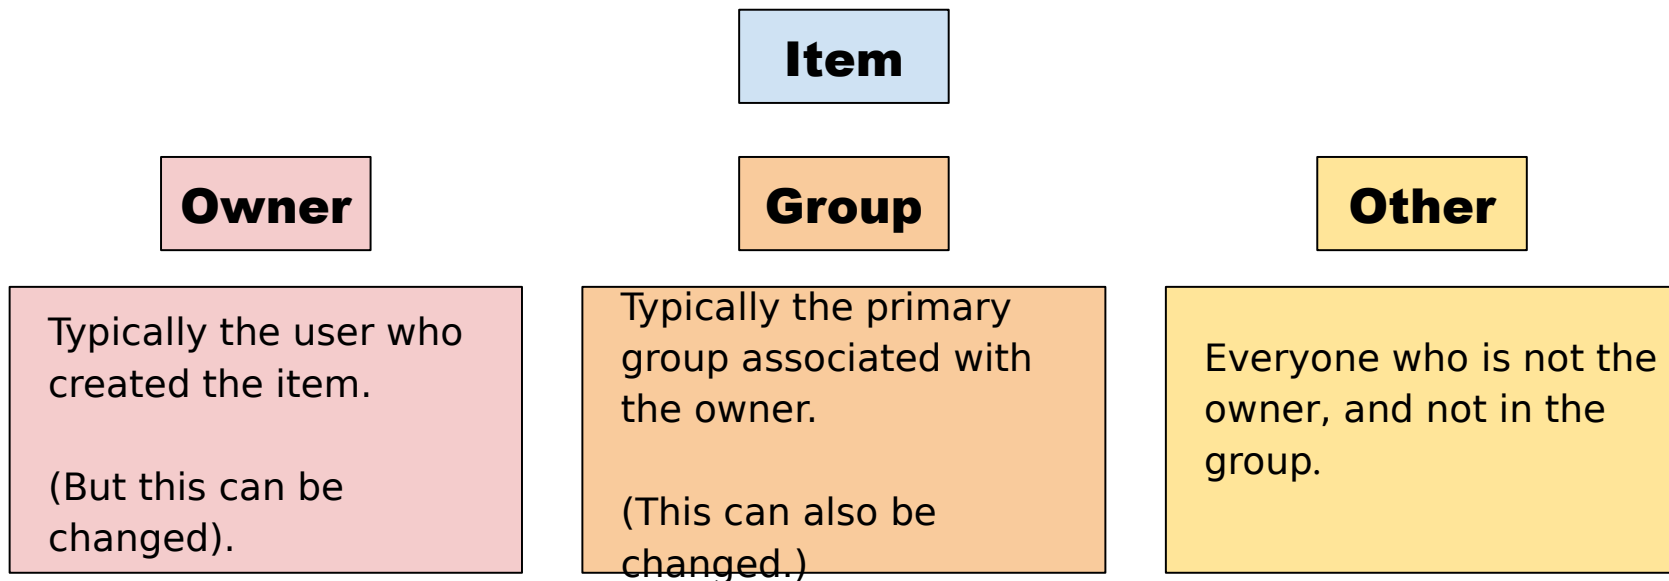 Item
Owner
Group
Other
Typically the user who
created the item.
(But this can be
changed).
Typically the primary
group associated with
the owner.
(This can also be
changed.)
Everyone who is not the
owner, and not in the
group.